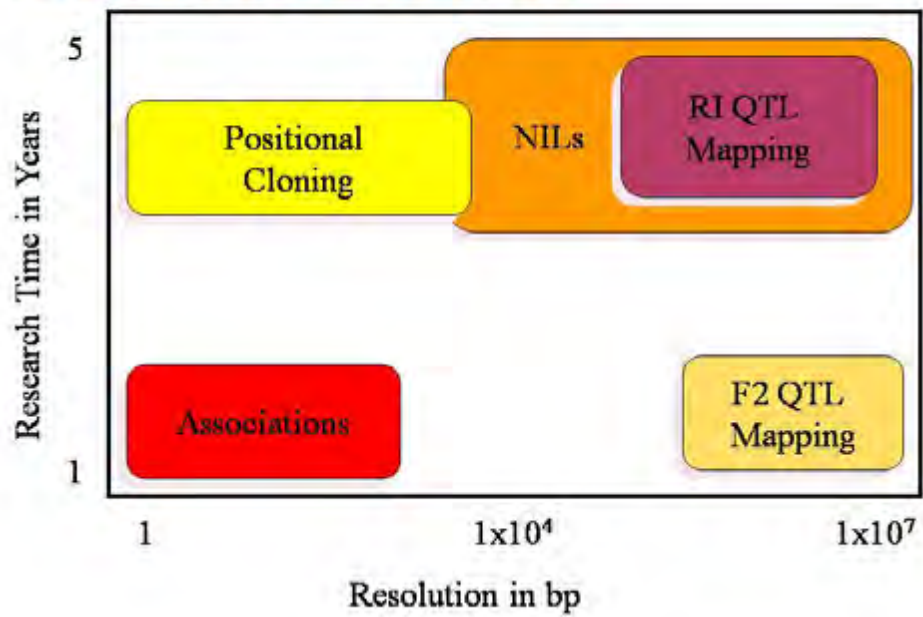 5
Positional
Cloning
NILs
RI QTL
Mapping
Research Time in Years
Associations
F2 QTL
Mapping
1
1
1x10⁴
1x10⁷
Resolution in bp